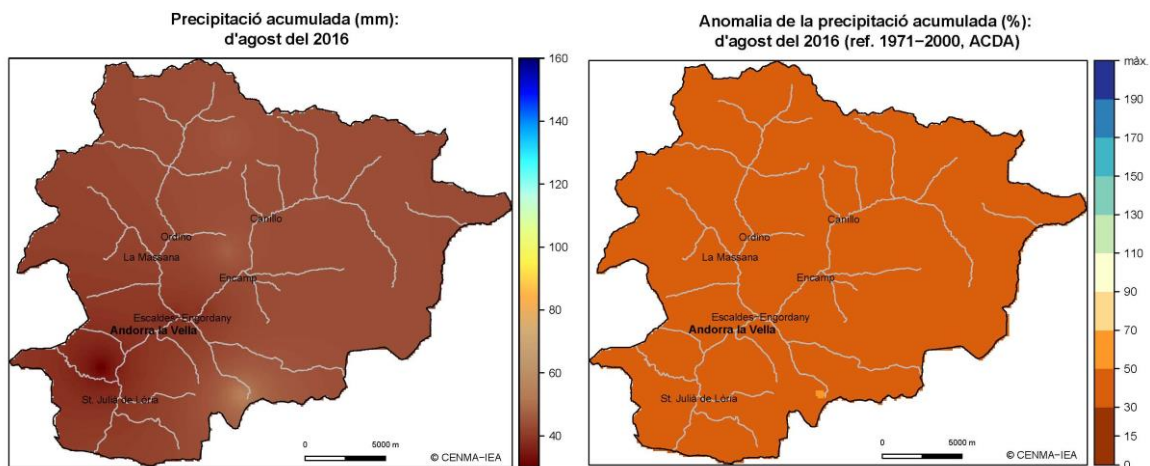 Precipitació acumulada (mm):
d'agost del 2016
160
140
120
100
80
60
40
Canillo
Ordino
La Massana
Encamp
Escaldes-Engordany
Andorra la Vella
St. Julià de Lòria
0 5000 m
© CENMA-IEA
Anomalia de la precipitació acumulada (%):
d'agost del 2016 (ref. 1971-2000, ACDA)
màx.
190
170
150
130
110
90
70
50
30
15
0
Canillo
Ordino
La Massana
Encamp
Escaldes-Engordany
Andorra la Vella
St. Julià de Lòria
0 5000 m
© CENMA-IEA